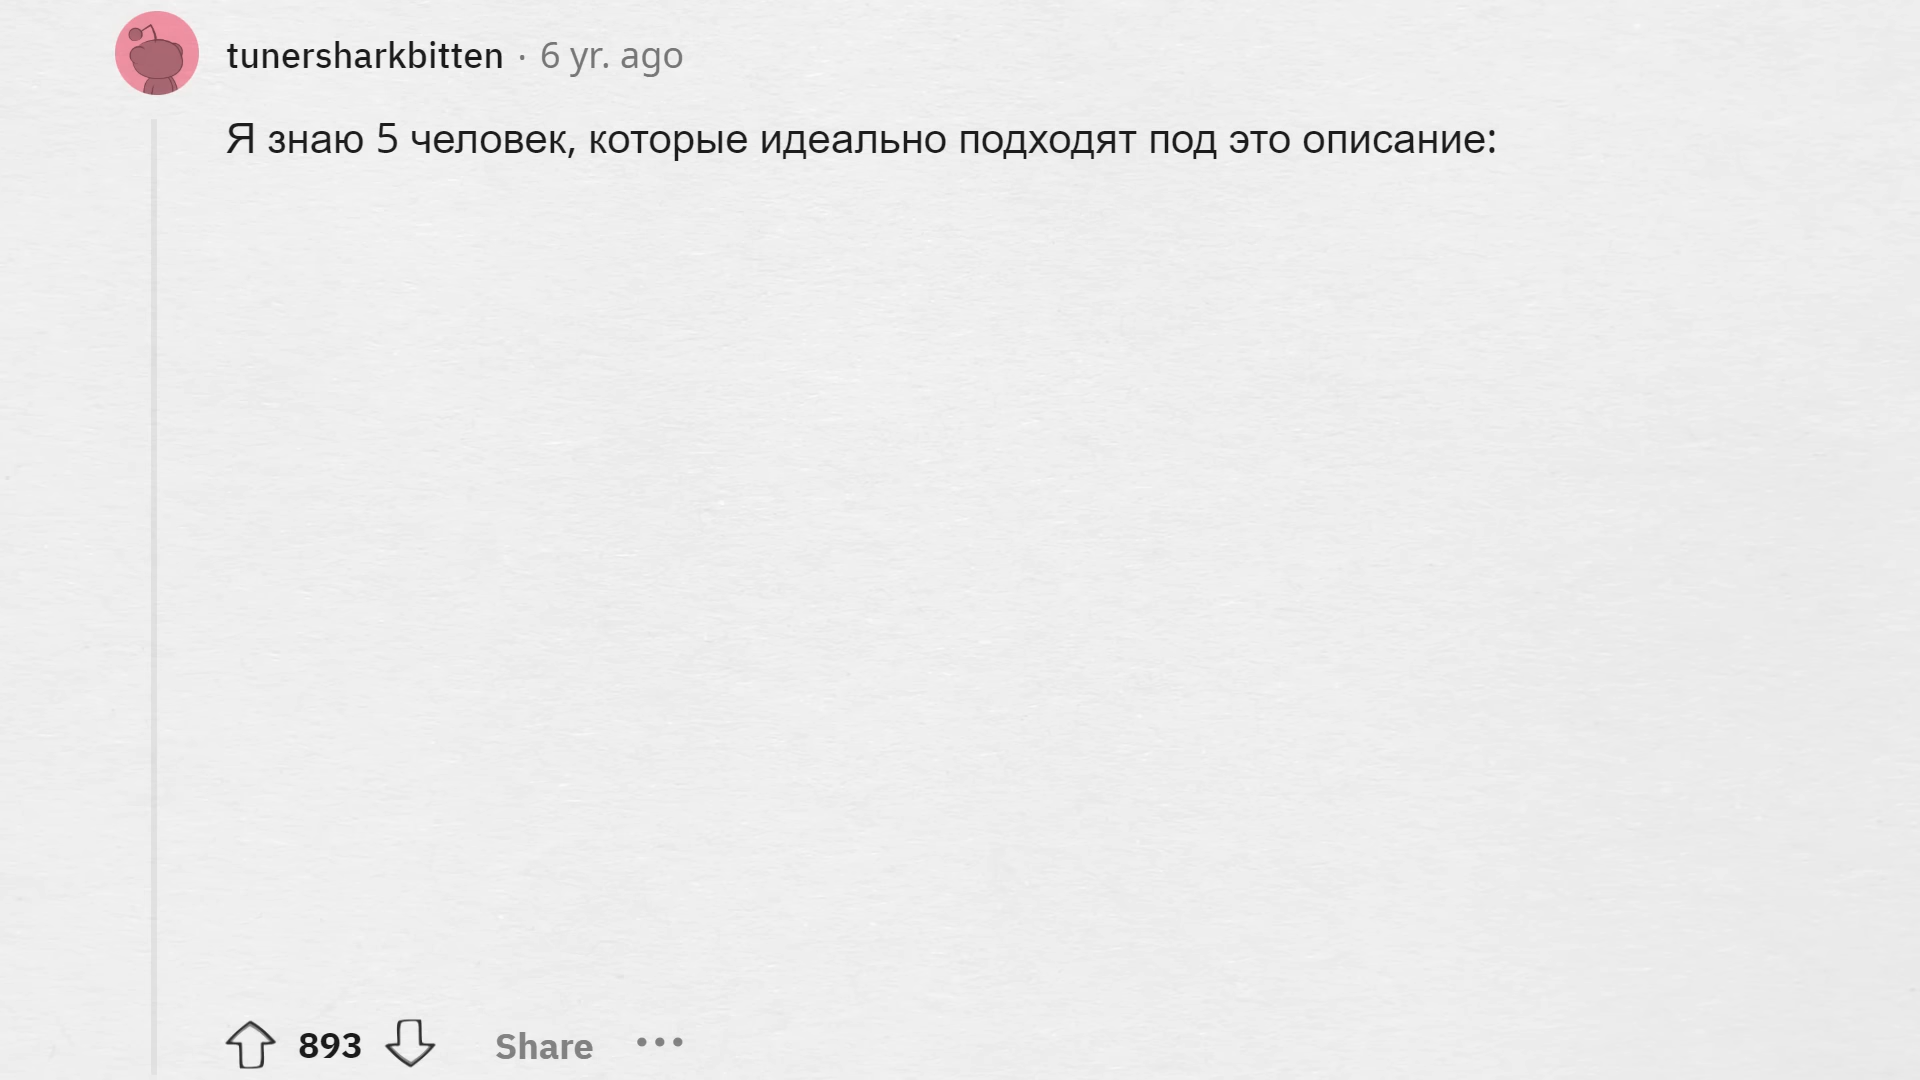 tunersharkbitten · 6 yr. ago
Я знаю 5 человек, которые идеально подходят под это описание:
893 Share •••